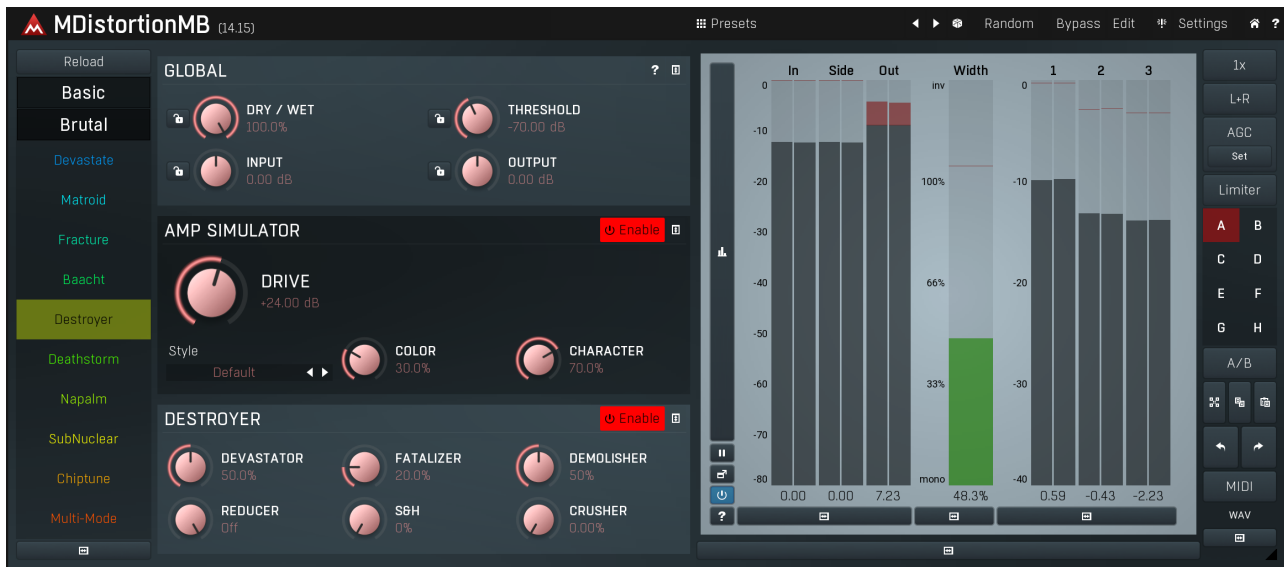 MDistortionMB (14.15)
Presets
Random
Bypass
Edit
Settings
?
Reload
Basic
Brutal
Devastate
Matroid
Fracture
Baacht
Destroyer
Deathstorm
Napalm
SubNuclear
Chiptune
Multi-Mode
GLOBAL
?
DRY / WET
100.0%
THRESHOLD
-70.00 dB
INPUT
0.00 dB
OUTPUT
0.00 dB
AMP SIMULATOR
Enable
DRIVE
+24.00 dB
Style
Default
COLOR
30.0%
CHARACTER
70.0%
DESTROYER
Enable
DEVASTATOR
50.0%
FATALIZER
20.0%
DEMOLISHER
50%
REDUCER
Off
S&H
0%
CRUSHER
0.00%
In Side Out
0
-10
-20
-30
-40
-50
-60
-70
-80
0.00 0.00 7.23
Width
inv
100%
66%
33%
mono
48.3%
1 2 3
0
-10
-20
-30
-40
0.59 -0.43 -2.23
?
1x
L+R
AGC
Set
Limiter
A B
C D
E F
G H
A/B
MIDI
WAV